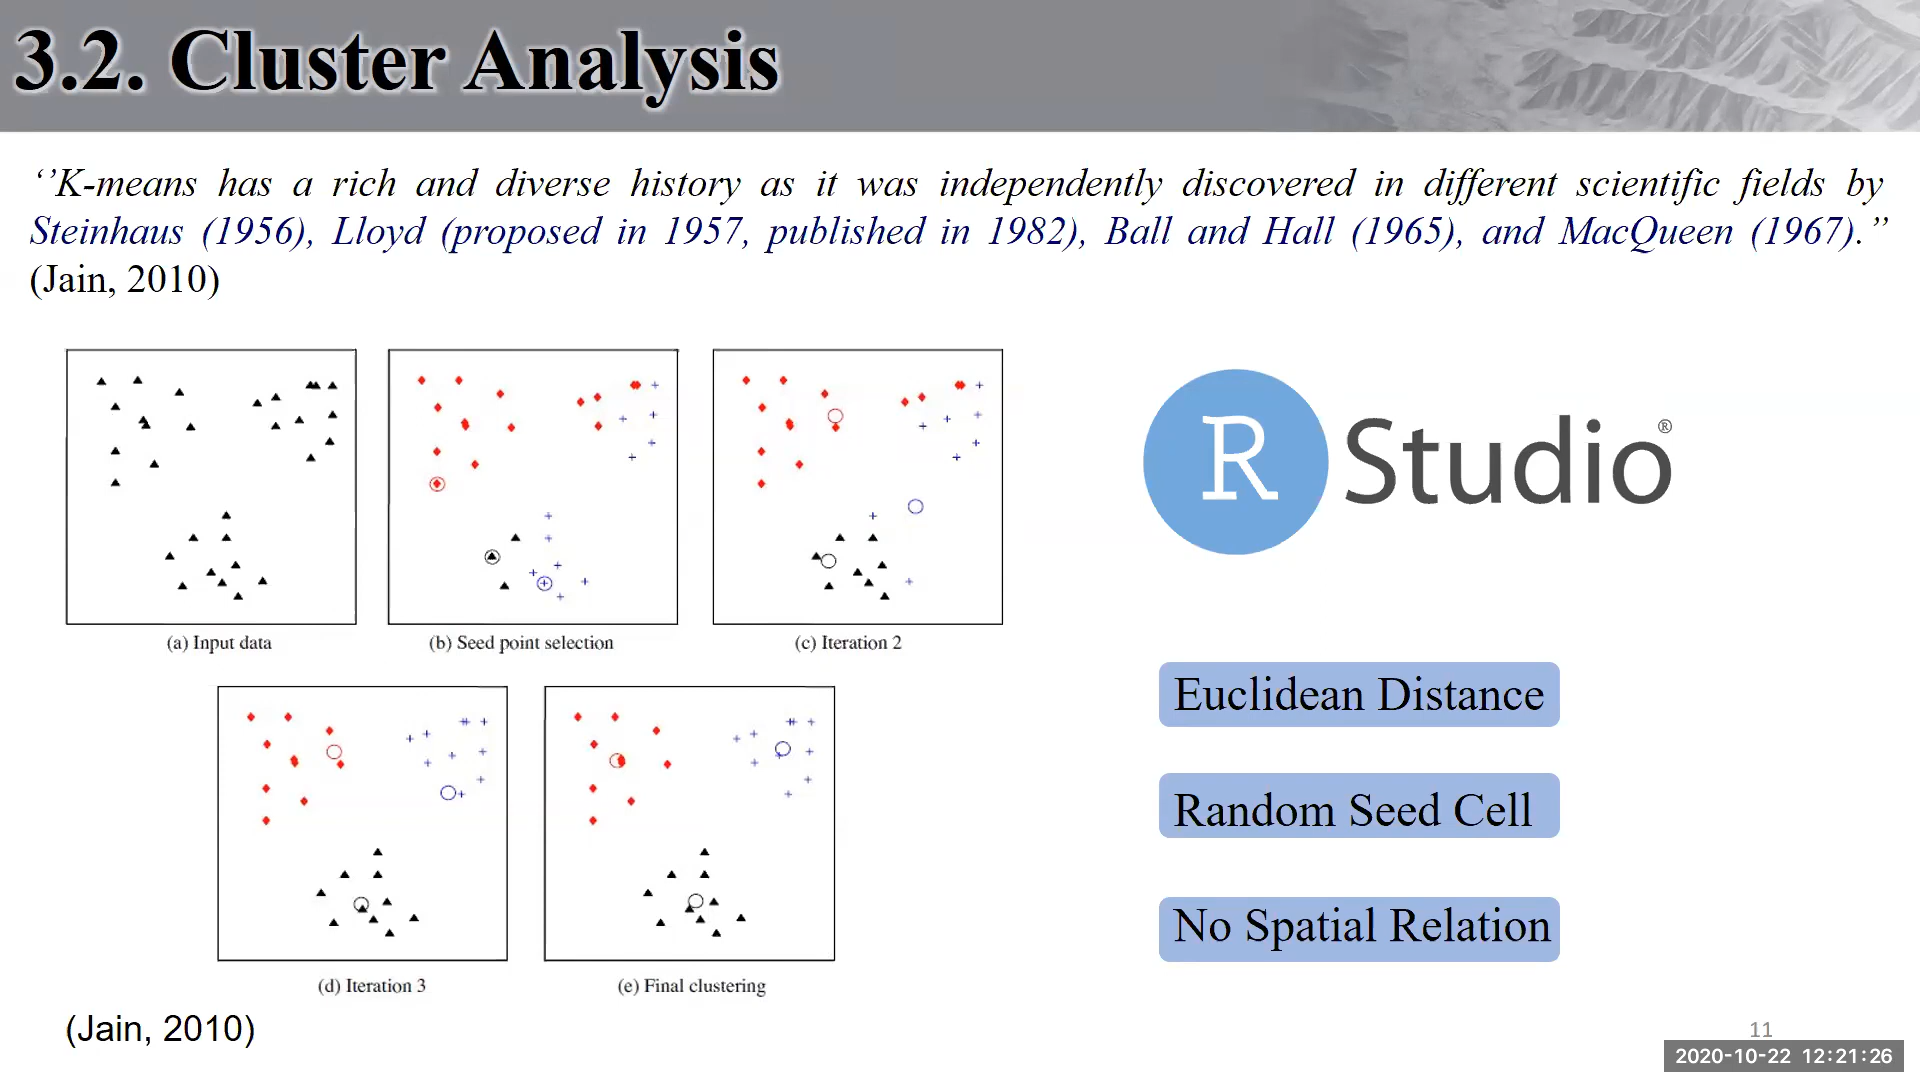 3.2. Cluster Analysis
‘’K-means has a rich and diverse history as it was independently discovered in different scientific fields by
Steinhaus (1956), Lloyd (proposed in 1957, published in 1982), Ball and Hall (1965), and MacQueen (1967).”
(Jain, 2010)
(a) Input data
(b) Seed point selection
(c) Iteration 2
(d) Iteration 3
(e) Final clustering
(Jain, 2010)
R Studio®
Euclidean Distance
Random Seed Cell
No Spatial Relation
11
2020-10-22 12:21:26